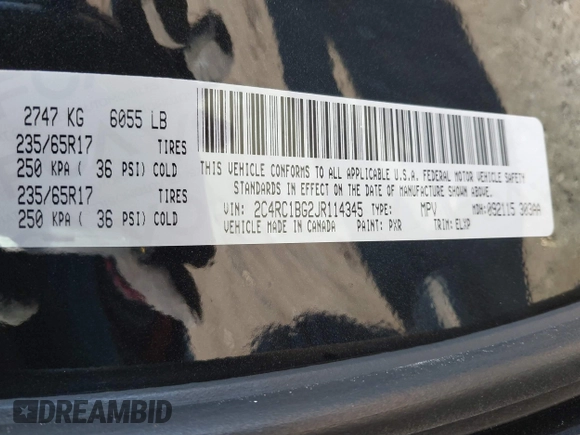 2747 KG 6055 LB
235/65R17 TIRES
250 KPA ( 36 PSI) COLD
235/65R17 TIRES
250 KPA ( 36 PSI) COLD
THIS VEHICLE CONFORMS TO ALL APPLICABLE U.S.A. FEDERAL MOTOR VEHICLE SAFETY
STANDARDS IN EFFECT ON THE DATE OF MANUFACTURE SHOWN ABOVE.
VIN: 2C4RC1BG2JR114345 TYPE: MPV MDH: 092115 303AA
VEHICLE MADE IN CANADA PAINT: PXR TRIM: ELXP
DREAMBID